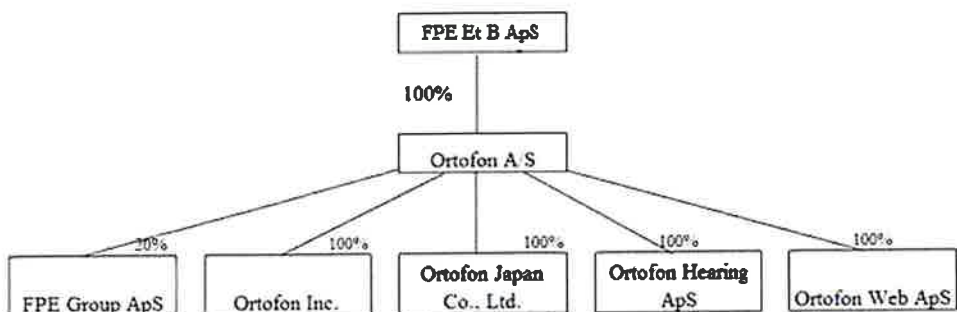 FPE Et B ApS
100%
Ortofon A/S
20%
100%
100%
100%
100%
FPE Group ApS
Ortofon Inc.
Ortofon Japan
Co., Ltd.
Ortofon Hearing
ApS
Ortofon Web ApS